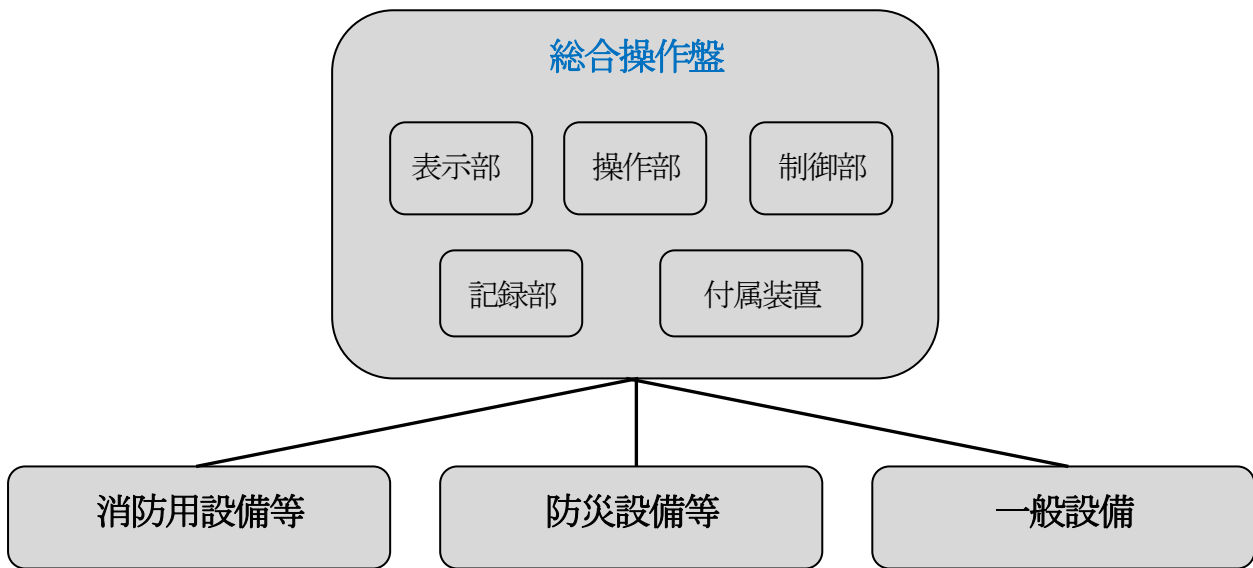 総合操作盤
表示部
操作部
制御部
記録部
付属装置
消防用設備等
防災設備等
一般設備